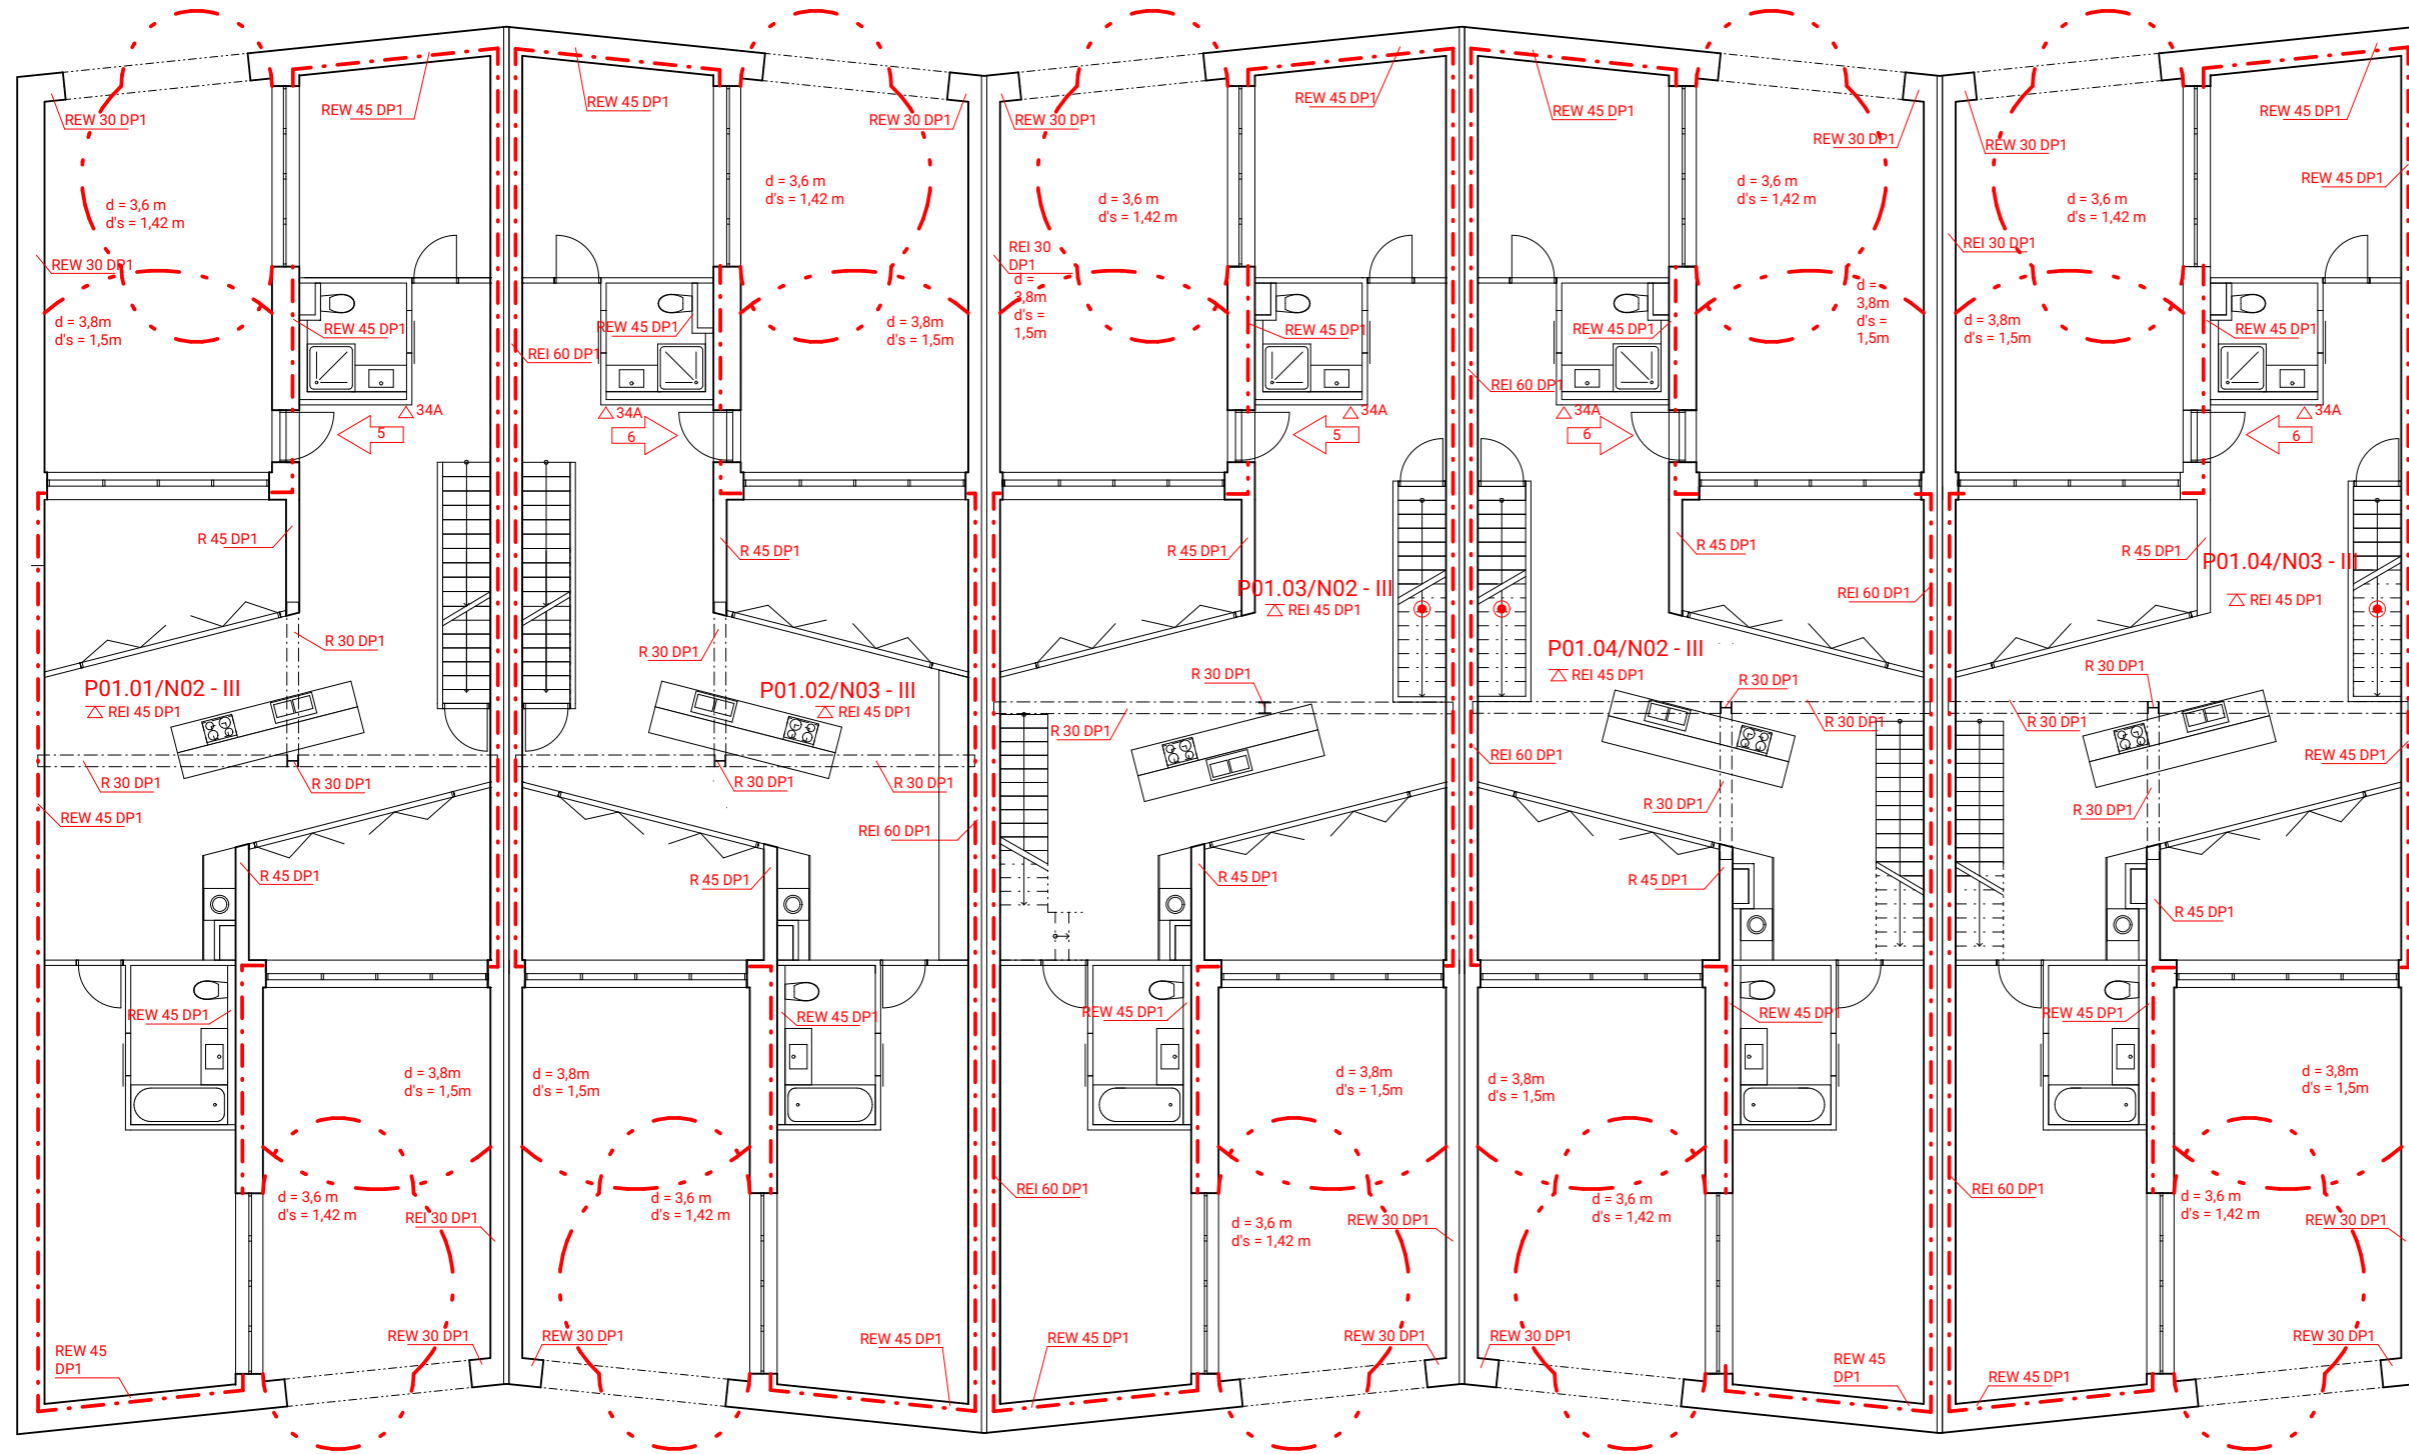 REW 30 DP1
REW 45 DP1
REW 45 DP1
REW 30 DP1
REW 30 DP1
REW 45 DP1
REW 45 DP1
REW 30 DP1
REW 30 DP1
REW 45 DP1
REW 45 DP1
d = 3,6 m
d's = 1,42 m
d = 3,6 m
d's = 1,42 m
d = 3,6 m
d's = 1,42 m
d = 3,6 m
d's = 1,42 m
d = 3,6 m
d's = 1,42 m
REW 30 DP1
REI 30
DP1
REI 30 DP1
d = 3,8m
d's = 1,5m
REW 45 DP1
REI 60 DP1
REW 45 DP1
d = 3,8m
d's = 1,5m
d =
3,8m
d's =
1,5m
REW 45 DP1
REI 60 DP1
REW 45 DP1
d =
3,8m
d's =
1,5m
d = 3,8m
d's = 1,5m
REW 45 DP1
34A
34A
34A
34A
34A
5
6
5
6
6
R 45 DP1
R 45 DP1
R 45 DP1
R 45 DP1
R 45 DP1
REI 60 DP1
P01.03/N02 - III
REI 45 DP1
P01.04/N03 - III
REI 45 DP1
R 30 DP1
R 30 DP1
P01.04/N02 - III
REI 45 DP1
P01.01/N02 - III
REI 45 DP1
P01.02/N03 - III
REI 45 DP1
R 30 DP1
R 30 DP1
R 30 DP1
R 30 DP1
R 30 DP1
R 30 DP1
REI 60 DP1
REW 45 DP1
R 30 DP1
R 30 DP1
R 30 DP1
R 30 DP1
R 30 DP1
R 30 DP1
REW 45 DP1
REI 60 DP1
R 45 DP1
R 45 DP1
R 45 DP1
R 45 DP1
R 45 DP1
REW 45 DP1
REW 45 DP1
REW 45 DP1
REW 45 DP1
REW 45 DP1
d = 3,8m
d's = 1,5m
d = 3,8m
d's = 1,5m
d = 3,8m
d's = 1,5m
d = 3,8m
d's = 1,5m
d = 3,8m
d's = 1,5m
d = 3,6 m
d's = 1,42 m
REI 30 DP1
d = 3,6 m
d's = 1,42 m
REI 60 DP1
d = 3,6 m
d's = 1,42 m
REW 30 DP1
d = 3,6 m
d's = 1,42 m
REI 60 DP1
d = 3,6 m
d's = 1,42 m
REW 30 DP1
REW 45
DP1
REW 30 DP1
REW 30 DP1
REW 45 DP1
REW 45 DP1
REW 30 DP1
REW 30 DP1
REW 45
DP1
REW 45 DP1
REW 30 DP1